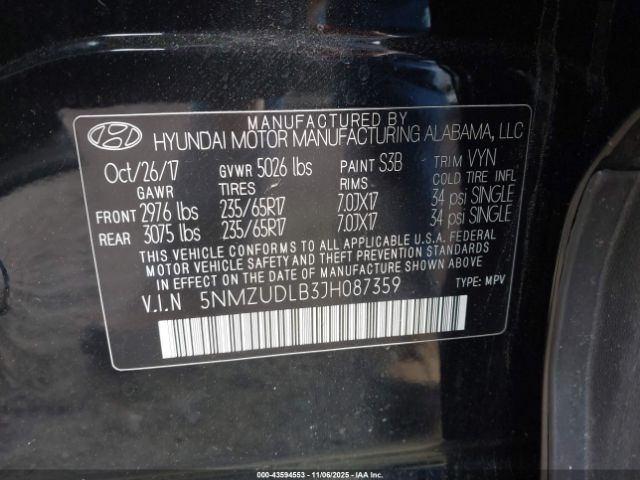 MANUFACTURED BY
HYUNDAI MOTOR MANUFACTURING ALABAMA, LLC
Oct/26/17 GVWR 5026 lbs PAINT S3B TRIM VYN
GAWR TIRES RIMS COLD TIRE INFL
FRONT 2976 lbs 235/65R17 7.0JX17 34 psi SINGLE
REAR 3075 lbs 235/65R17 7.0JX17 34 psi SINGLE
THIS VEHICLE CONFORMS TO ALL APPLICABLE U.S.A. FEDERAL
MOTOR VEHICLE SAFETY AND THEFT PREVENTION STANDARDS
IN EFFECT ON THE DATE OF MANUFACTURE SHOWN ABOVE.
V.I.N 5NMZUDLB3JH087359 TYPE: MPV
000-43594553 - 11/06/2025 - IAAI.com